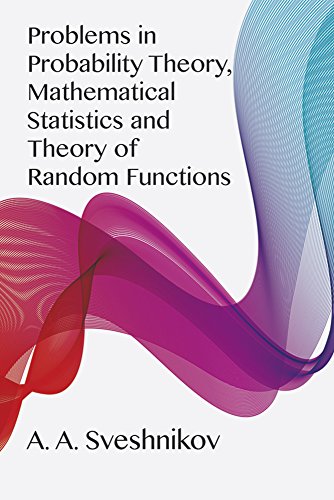 Problems in
Probability Theory,
Mathematical
Statistics and
Theory of
Random Functions
A. A. Sveshnikov